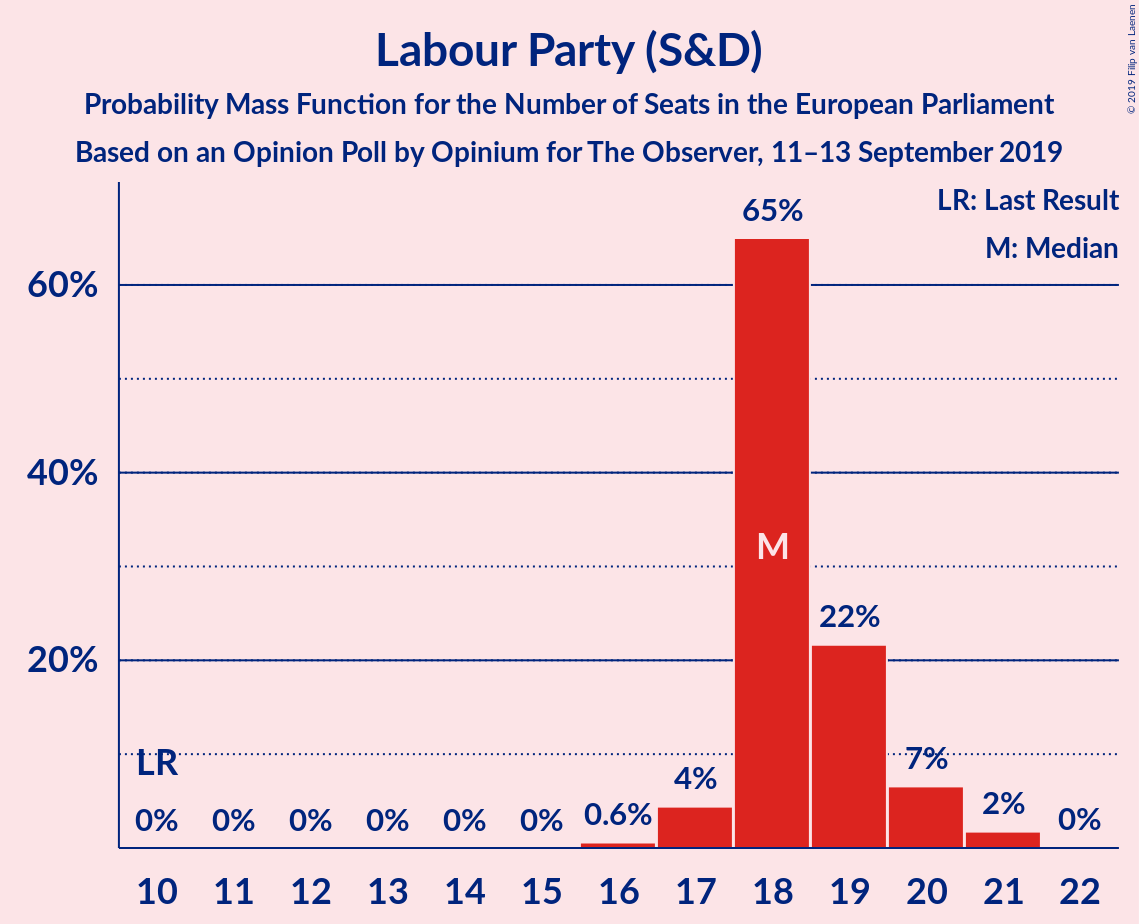 © 2019 Filip van Laenen
Labour Party (S&D)
Probability Mass Function for the Number of Seats in the European Parliament
Based on an Opinion Poll by Opinium for The Observer, 11–13 September 2019
LR: Last Result
M: Median
65%
60%
40%
M
22%
20%
LR
7%
4%
2%
0% 0% 0% 0% 0% 0% 0.6% 0%
10 11 12 13 14 15 16 17 18 19 20 21 22